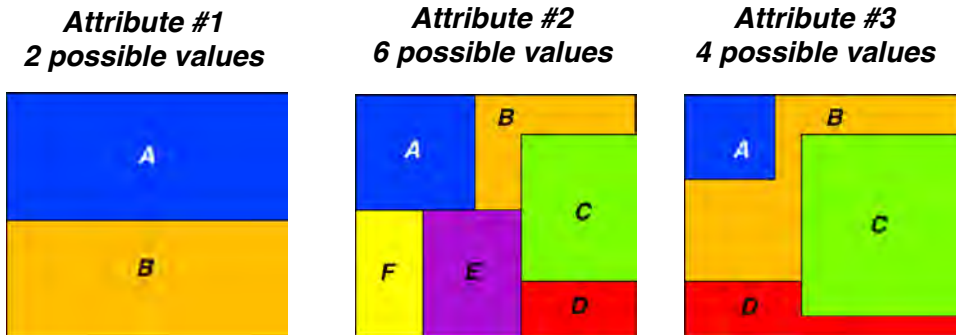 Attribute #1
2 possible values
A
B
Attribute #2
6 possible values
A
B
C
D
E
F
Attribute #3
4 possible values
A
B
C
D